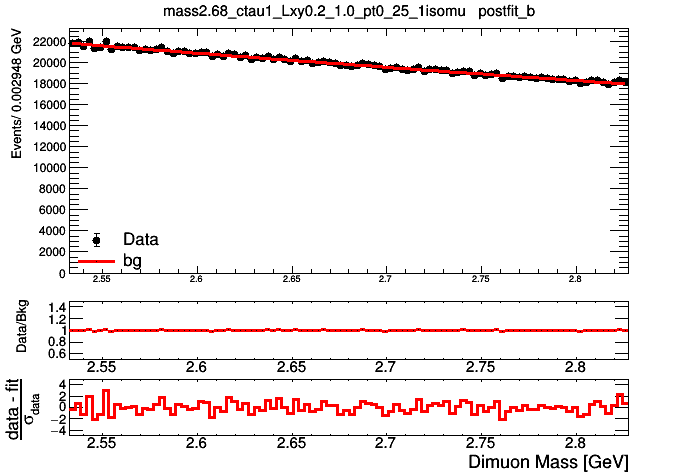 mass2.68_ctau1_Lxy0.2_1.0_pt0_25_1isomu postfit_b
Events/ 0.002948 GeV
22000
20000
18000
16000
14000
12000
10000
8000
6000
4000
2000
0
Data
bg
2.55 2.6 2.65 2.7 2.75 2.8
Data/Bkg
1.4
1.2
1
0.8
0.6
2.55 2.6 2.65 2.7 2.75 2.8
data - fit
σdata
4
2
0
−2
−4
2.55 2.6 2.65 2.7 2.75 2.8
Dimuon Mass [GeV]